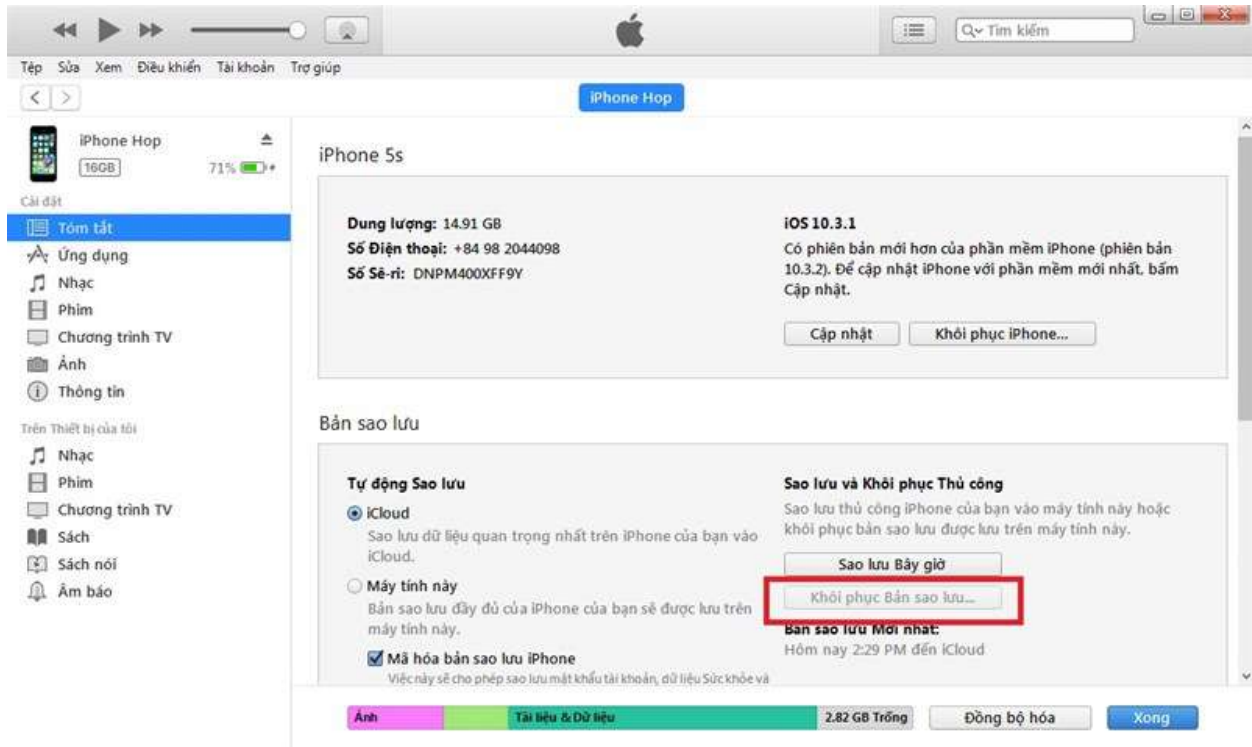 Tìm kiếm
Tệp Sửa Xem Điều khiển Tài khoản Trợ giúp
iPhone Hop
iPhone Hop
16GB 71%
Cài đặt
Tóm tắt
Ứng dụng
Nhạc
Phim
Chương trình TV
Ảnh
Thông tin
Trên Thiết bị của tôi
Nhạc
Phim
Chương trình TV
Sách
Sách nói
Âm báo
iPhone 5s
Dung lượng: 14.91 GB
Số Điện thoại: +84 98 2044098
Số Sê-ri: DNPM400XFF9Y
iOS 10.3.1
Có phiên bản mới hơn của phần mềm iPhone (phiên bản
10.3.2). Để cập nhật iPhone với phần mềm mới nhất, bấm
Cập nhật.
Cập nhật Khôi phục iPhone...
Bản sao lưu
Tự động Sao lưu
iCloud
Sao lưu dữ liệu quan trọng nhất trên iPhone của bạn vào
iCloud.
Máy tính này
Bản sao lưu đầy đủ của iPhone của bạn sẽ được lưu trên
máy tính này.
Mã hóa bản sao lưu iPhone
Việc này sẽ cho phép sao lưu mật khẩu tài khoản, dữ liệu Sức khỏe và
Sao lưu và Khôi phục Thủ công
Sao lưu thủ công iPhone của bạn vào máy tính này hoặc
khôi phục bản sao lưu được lưu trên máy tính này.
Sao lưu Bây giờ
Khôi phục Bản sao lưu...
Bản sao lưu Mới nhất:
Hôm nay 2:29 PM đến iCloud
Ảnh Tài liệu & Dữ liệu 2.82 GB Trống Đồng bộ hóa Xong